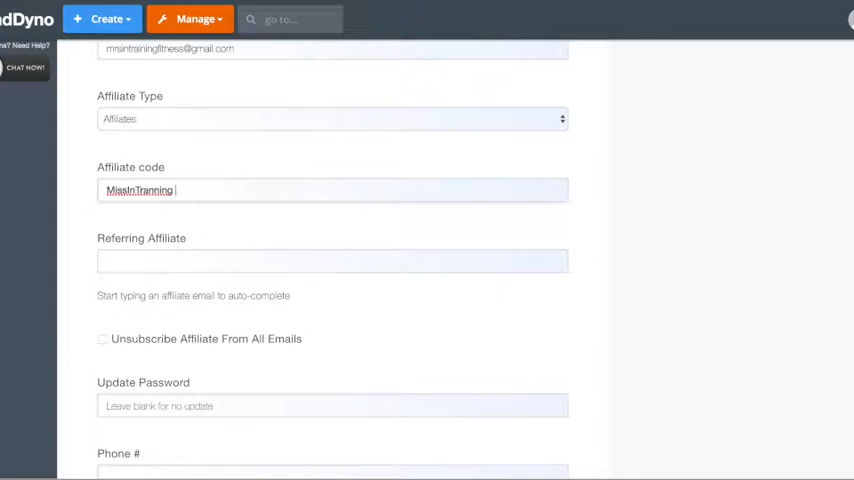 adDyno
+ Create
Manage
go to...
ns? Need Help?
CHAT NOW!
mrsintrainingfitness@gmail.com
Affiliate Type
Affiliates
Affiliate code
MissInTranning
Referring Affiliate
Start typing an affiliate email to auto-complete
Unsubscribe Affiliate From All Emails
Update Password
Leave blank for no update
Phone #